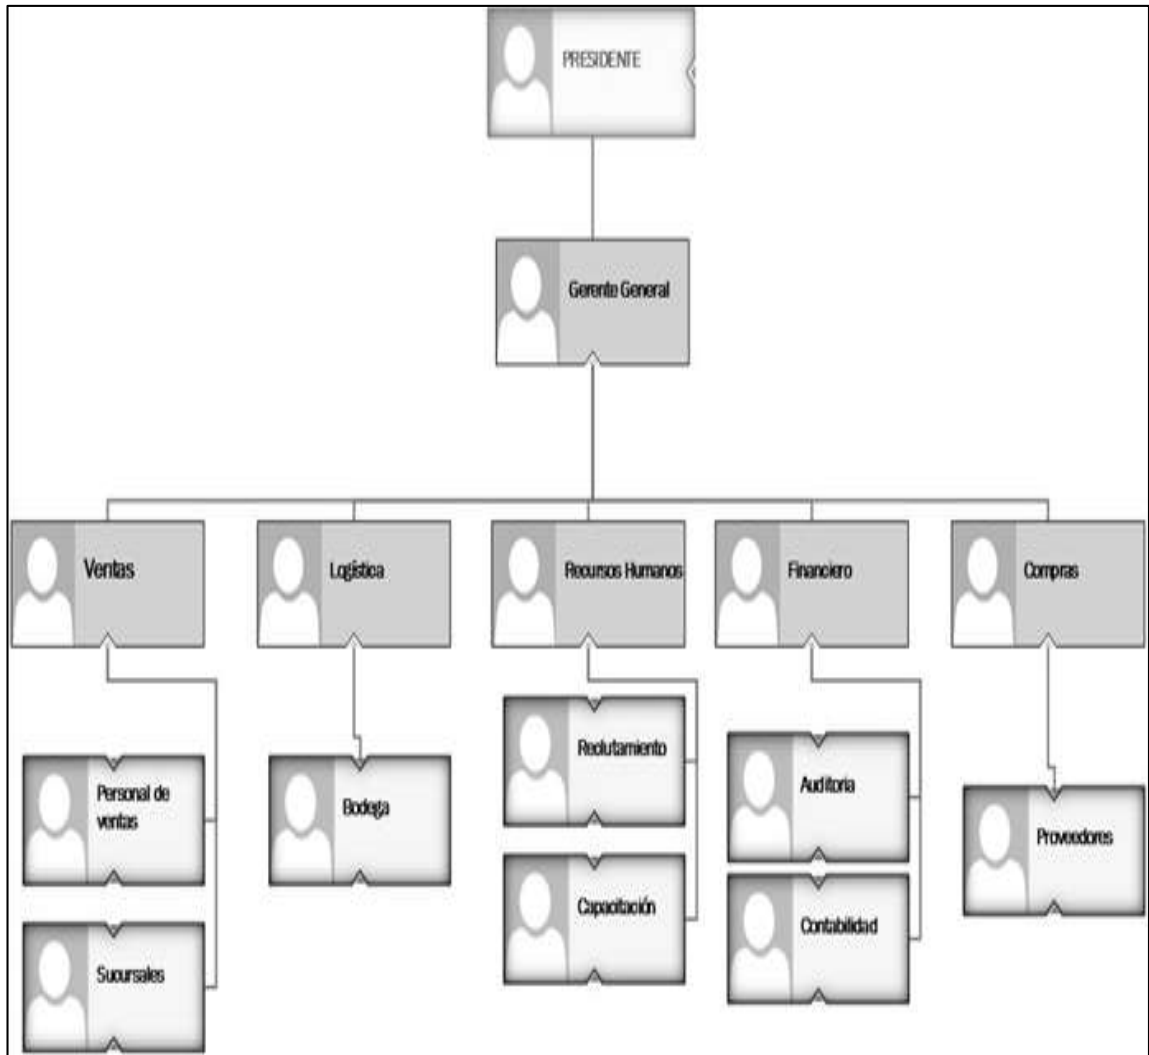 PRESIDENTE
Gerente General
Ventas
Logística
Recursos Humanos
Financiero
Compras
Personal de
ventas
Sucursales
Bodega
Reclutamiento
Capacitación
Auditoria
Contabilidad
Proveedores